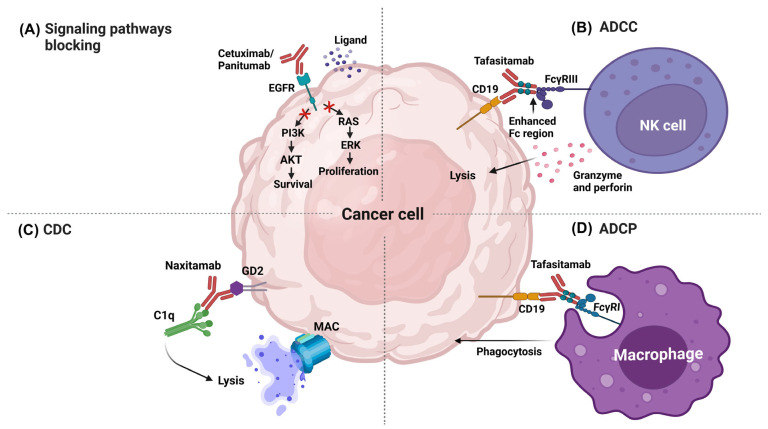 (A) Signaling pathways
blocking
Cetuximab/
Panitumab
Ligand
EGFR
PI3K
RAS
AKT
ERK
Survival
Proliferation
(B) ADCC
Tafasitamab
CD19
FcγRIII
Enhanced
Fc region
NK cell
Lysis
Granzyme
and perforin
Cancer cell
(C) CDC
Naxitamab
GD2
C1q
MAC
Lysis
(D) ADCP
Tafasitamab
CD19
FcγRI
Phagocytosis
Macrophage